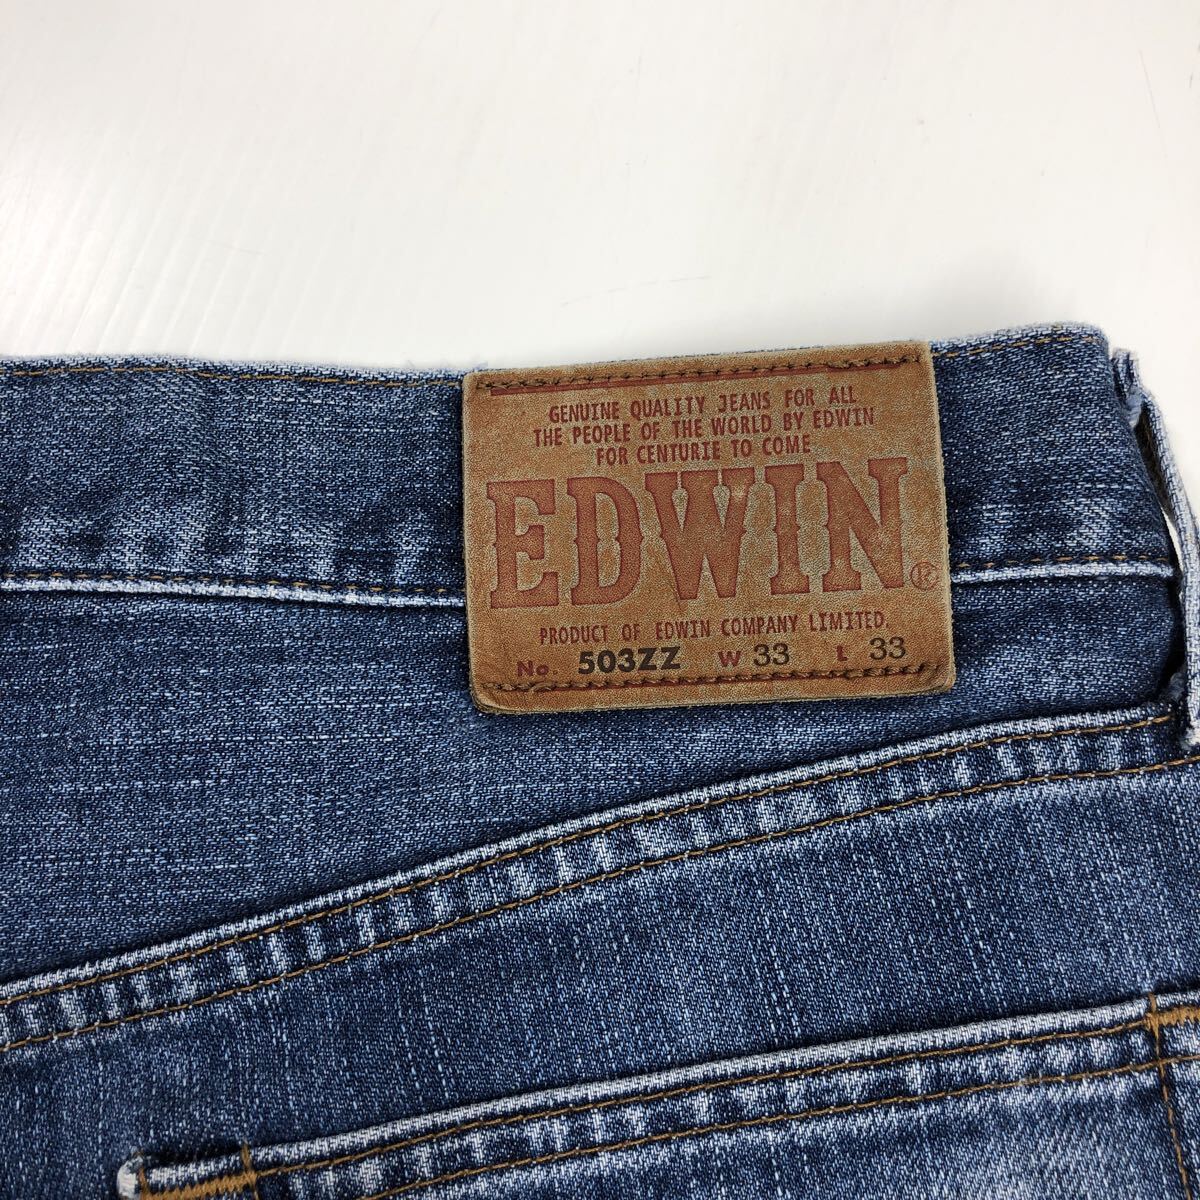 GENUINE QUALITY JEANS FOR ALL
THE PEOPLE OF THE WORLD BY EDWIN
FOR CENTURIE TO COME
EDWIN®
PRODUCT OF EDWIN COMPANY LIMITED.
No. 503ZZ W 33 L 33